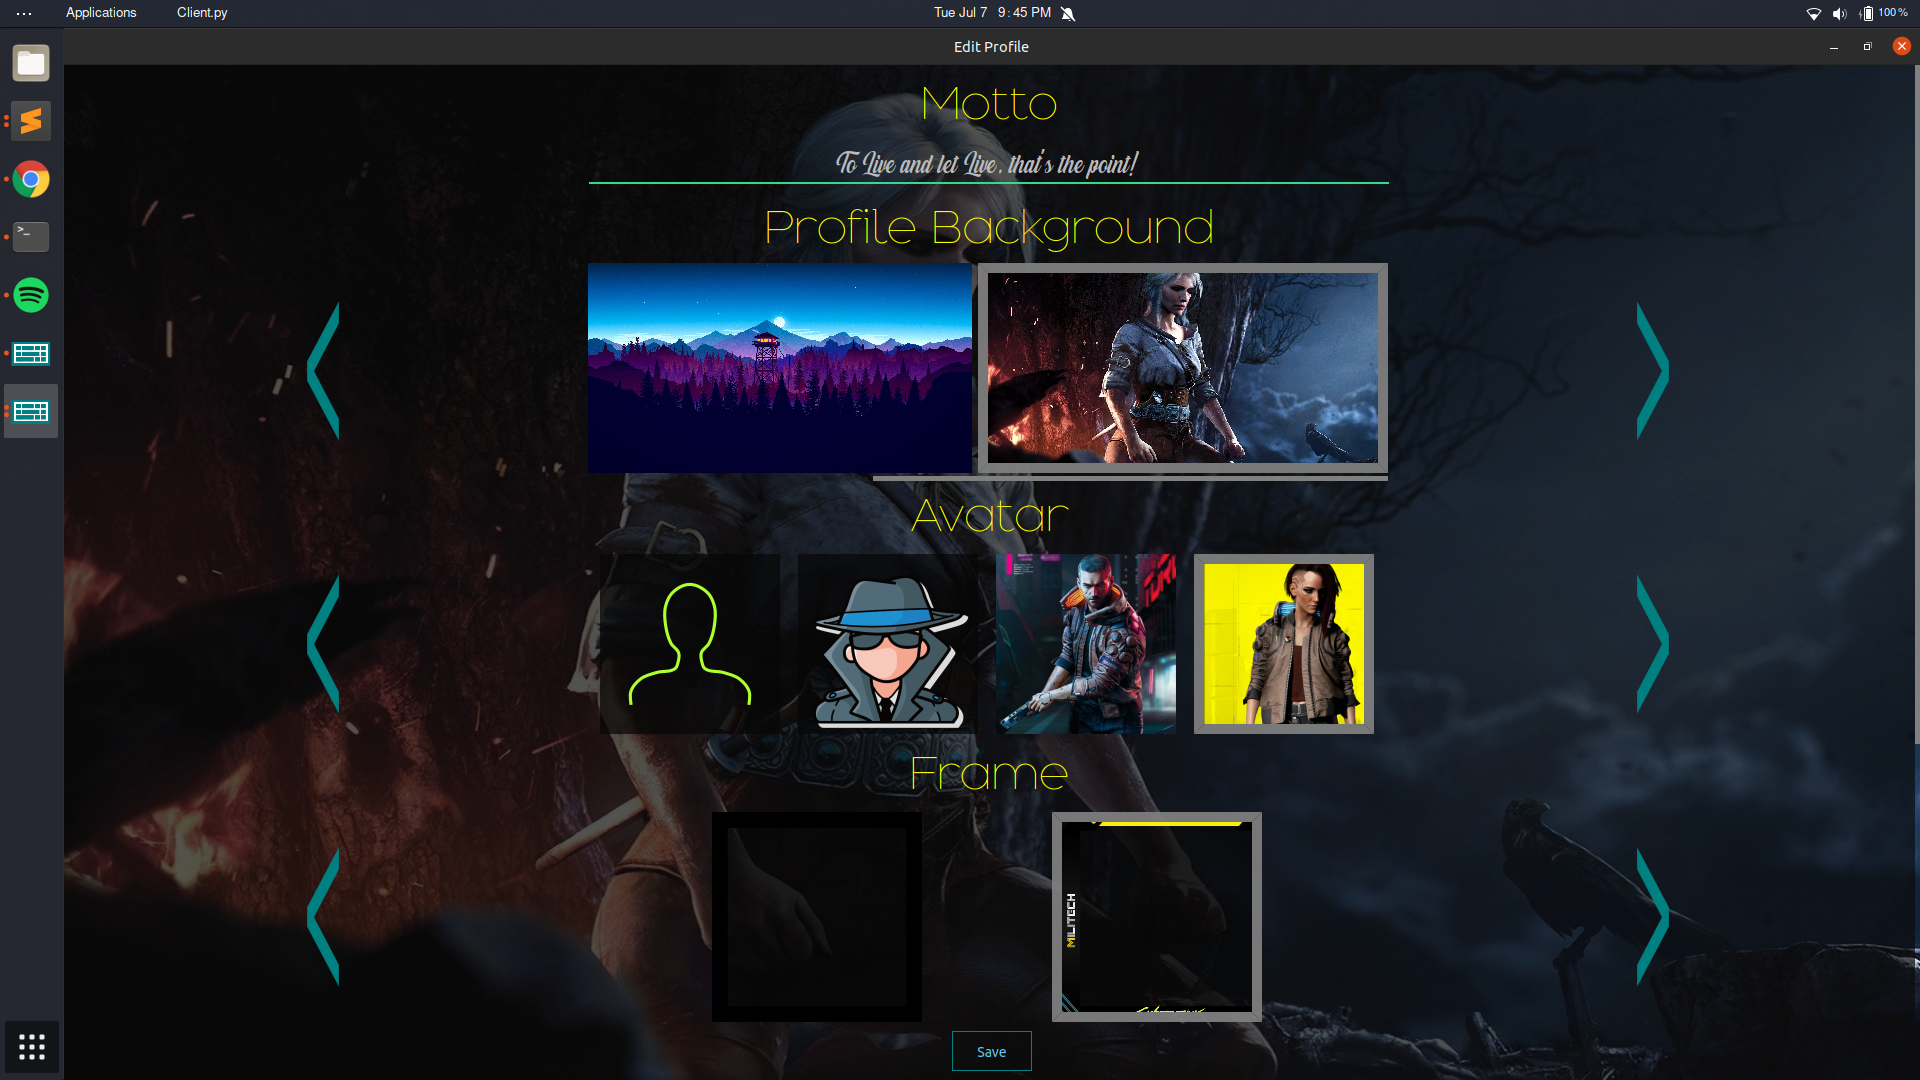 Applications Client.py Tue Jul 7 9:45 PM 100 %
Edit Profile
Motto
To Live and let Live, that's the point!
Profile Background
Avatar
Frame
MILITECH
Save